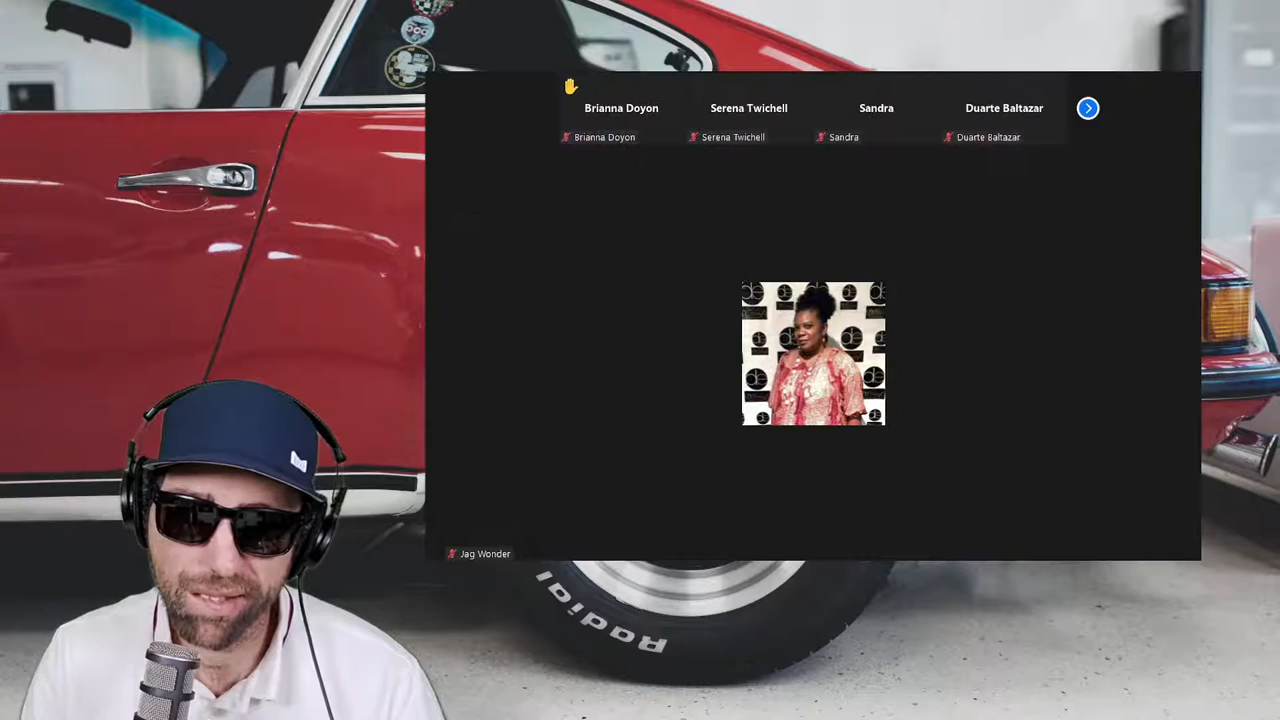 Brianna Doyon
Serena Twichell
Sandra
Duarte Baltazar
Brianna Doyon
Serena Twichell
Sandra
Duarte Baltazar
Jag Wonder
Radial